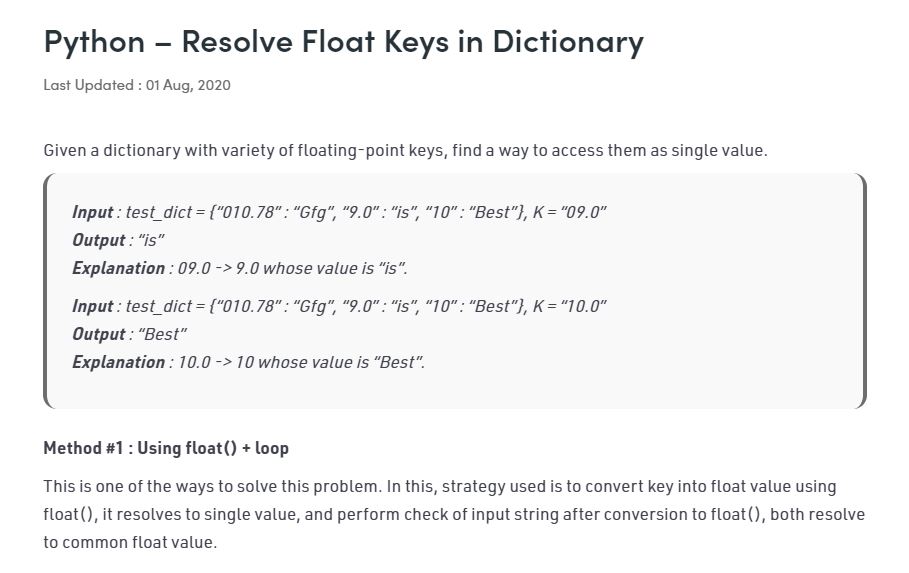 Python – Resolve Float Keys in Dictionary
Last Updated : 01 Aug, 2020
Given a dictionary with variety of floating-point keys, find a way to access them as single value.
Input : test_dict = {“010.78” : “Gfg”, “9.0” : “is”, “10” : “Best”}, K = “09.0”
Output : “is”
Explanation : 09.0 -> 9.0 whose value is “is”.
Input : test_dict = {“010.78” : “Gfg”, “9.0” : “is”, “10” : “Best”}, K = “10.0”
Output : “Best”
Explanation : 10.0 -> 10 whose value is “Best”.
Method #1 : Using float() + loop
This is one of the ways to solve this problem. In this, strategy used is to convert key into float value using
float(), it resolves to single value, and perform check of input string after conversion to float(), both resolve
to common float value.